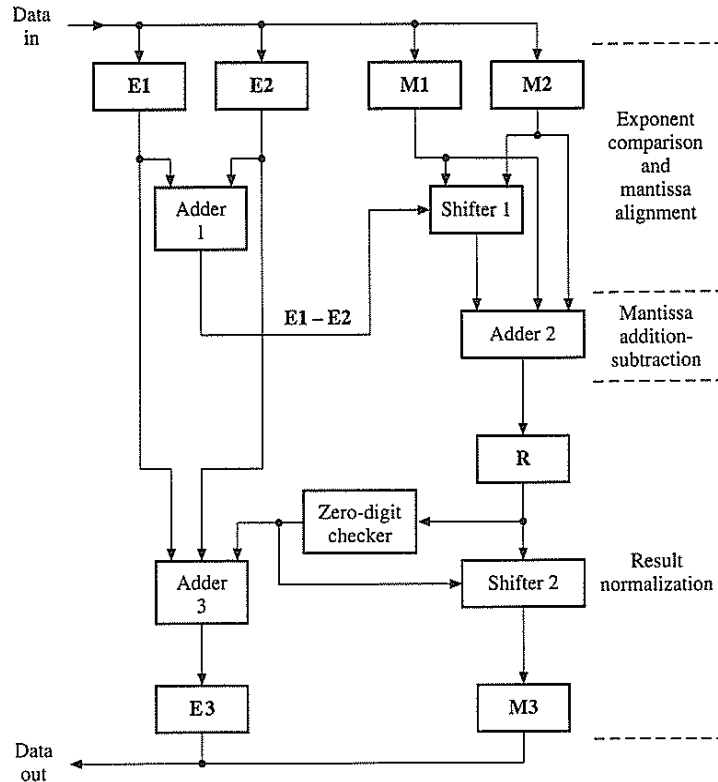 Data
in
E1
E2
M1
M2
Exponent
comparison
and
mantissa
alignment
Adder
1
Shifter 1
E1 – E2
Adder 2
Mantissa
addition-
subtraction
R
Zero-digit
checker
Adder
3
Shifter 2
Result
normalization
E3
M3
Data
out